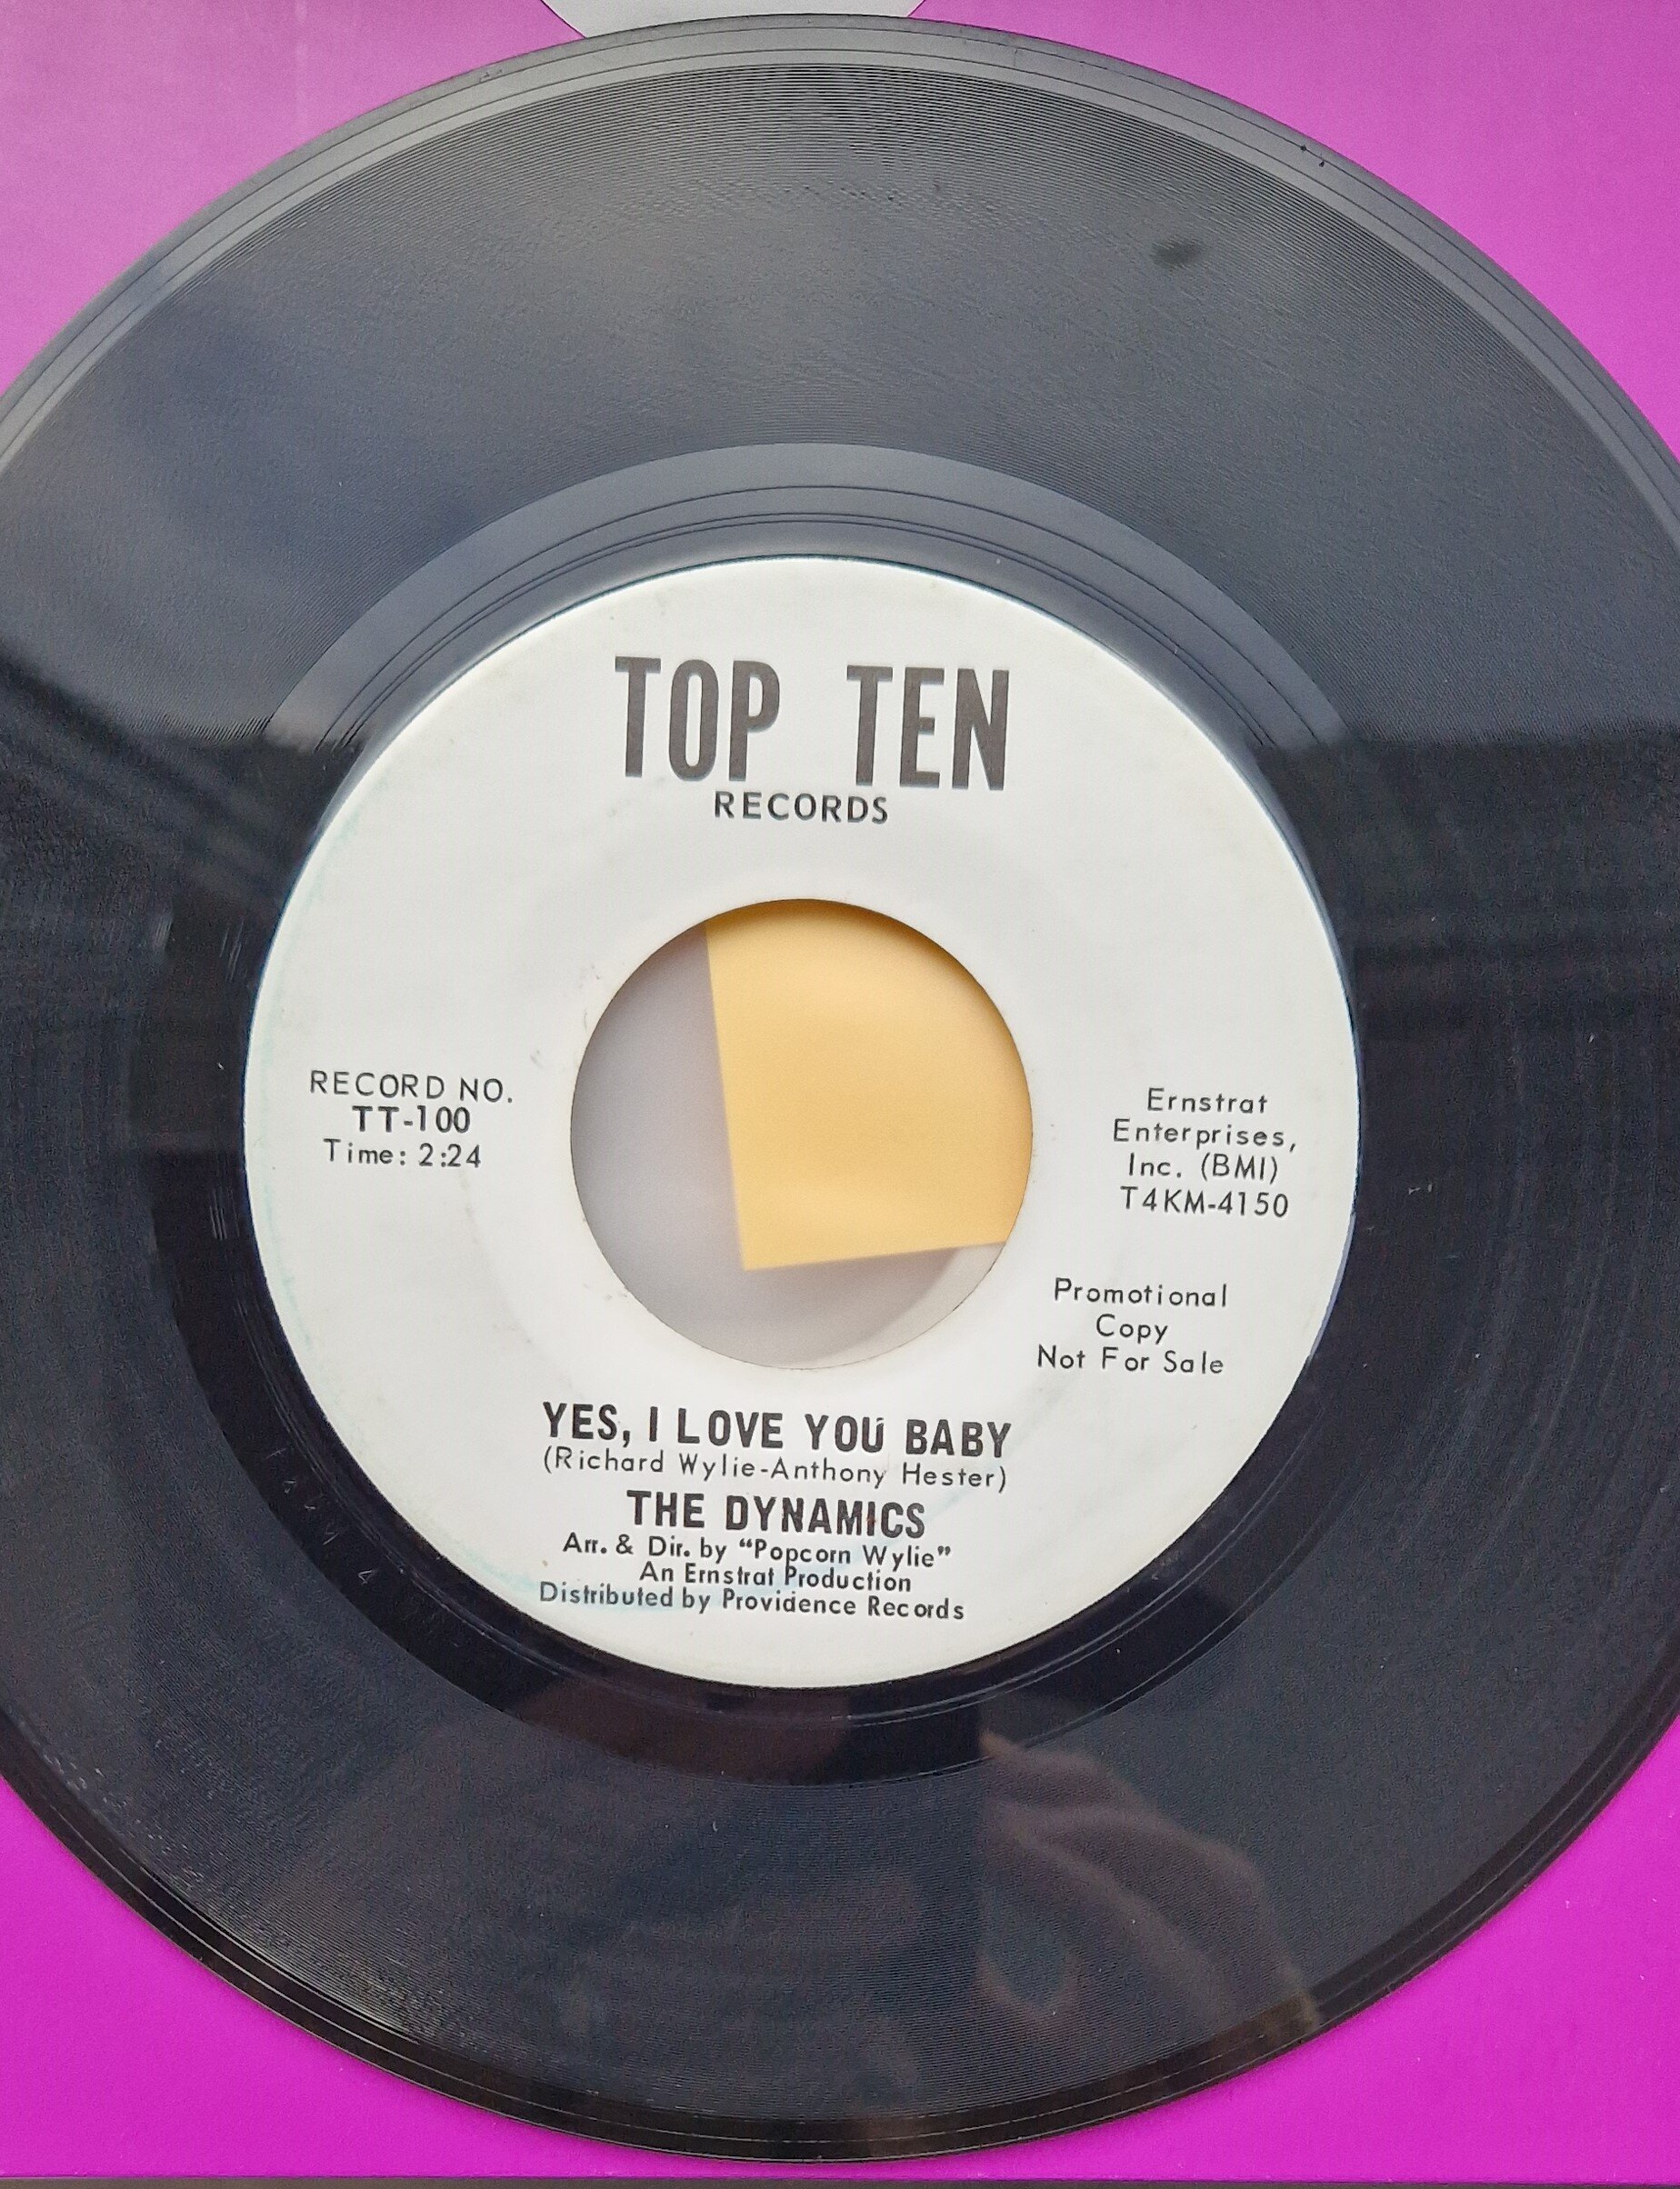 TOP TEN
RECORDS
RECORD NO.
TT-100
Time: 2:24
Ernstrat
Enterprises,
Inc. (BMI)
T4KM-4150
Promotional
Copy
Not For Sale
YES, I LOVE YOU BABY
(Richard Wylie-Anthony Hester)
THE DYNAMICS
Arr. & Dir. by “Popcorn Wylie”
An Ernstrat Production
Distributed by Providence Records